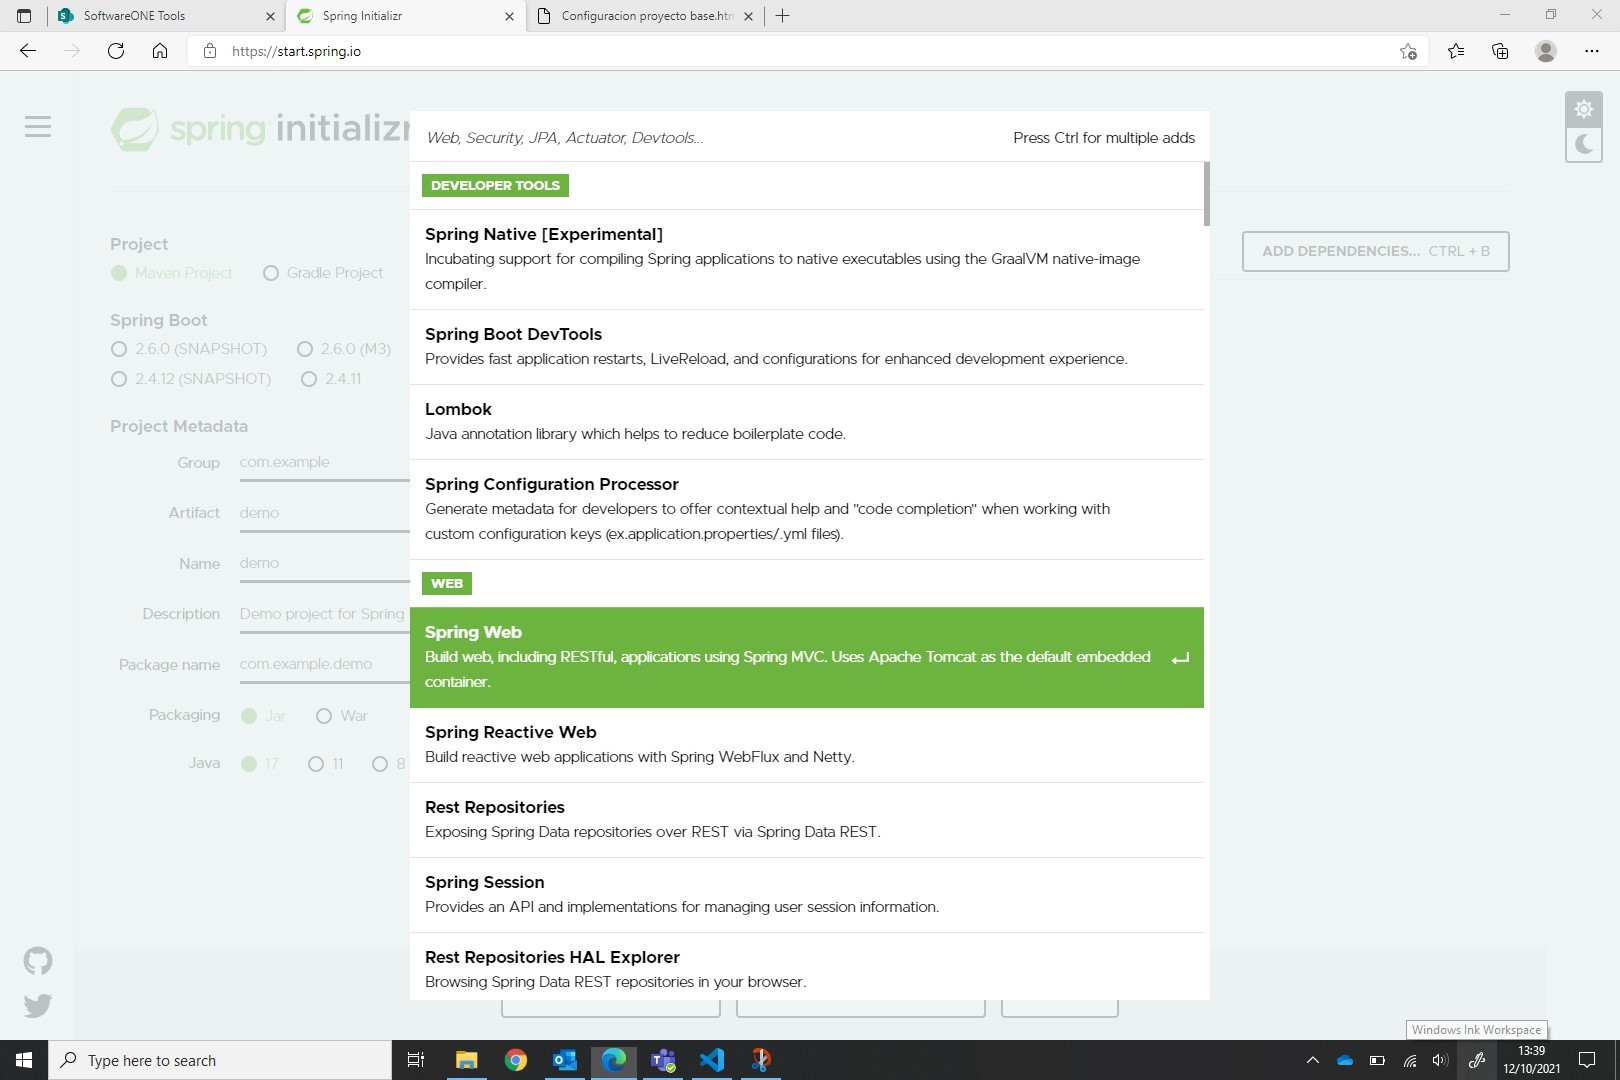 SoftwareONE Tools
Spring Initializr
Configuracion proyecto base.htm
https://start.spring.io
spring initializr
Web, Security, JPA, Actuator, Devtools...
Press Ctrl for multiple adds
DEVELOPER TOOLS
Spring Native [Experimental]
Incubating support for compiling Spring applications to native executables using the GraalVM native-image
compiler.
Spring Boot DevTools
Provides fast application restarts, LiveReload, and configurations for enhanced development experience.
Lombok
Java annotation library which helps to reduce boilerplate code.
Spring Configuration Processor
Generate metadata for developers to offer contextual help and "code completion" when working with
custom configuration keys (ex.application.properties/.yml files).
WEB
Spring Web
Build web, including RESTful, applications using Spring MVC. Uses Apache Tomcat as the default embedded
container.
Spring Reactive Web
Build reactive web applications with Spring WebFlux and Netty.
Rest Repositories
Exposing Spring Data repositories over REST via Spring Data REST.
Spring Session
Provides an API and implementations for managing user session information.
Rest Repositories HAL Explorer
Browsing Spring Data REST repositories in your browser.
Project
Maven Project Gradle Project
Spring Boot
2.6.0 (SNAPSHOT) 2.6.0 (M3)
2.4.12 (SNAPSHOT) 2.4.11
Project Metadata
Group com.example
Artifact demo
Name demo
Description Demo project for Spring
Package name com.example.demo
Packaging Jar War
Java 17 11 8
ADD DEPENDENCIES... CTRL + B
Windows Ink Workspace
Type here to search
13:39
12/10/2021